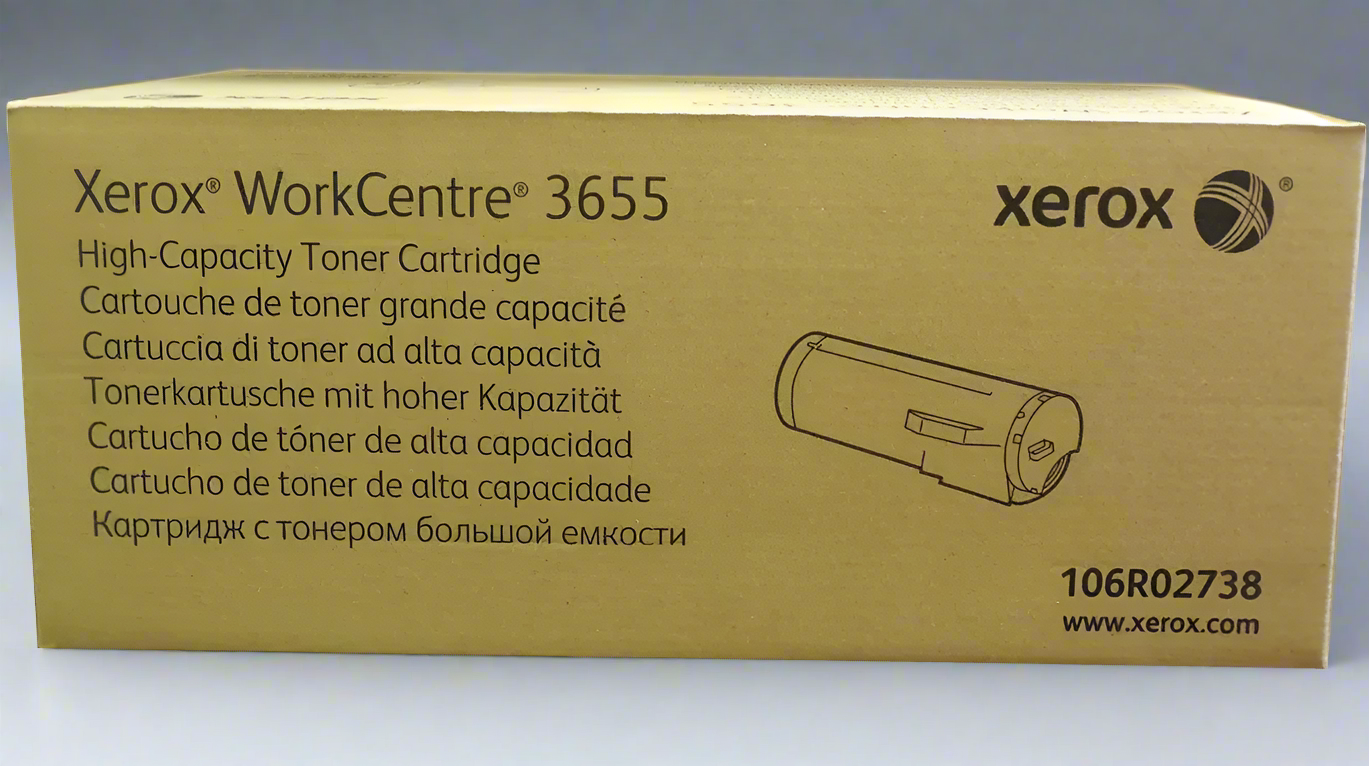 Xerox® WorkCentre® 3655
High-Capacity Toner Cartridge
Cartouche de toner grande capacité
Cartuccia di toner ad alta capacità
Tonerkartusche mit hoher Kapazität
Cartucho de tóner de alta capacidad
Cartucho de toner de alta capacidade
Картридж с тонером большой емкости
xerox ®
106R02738
www.xerox.com